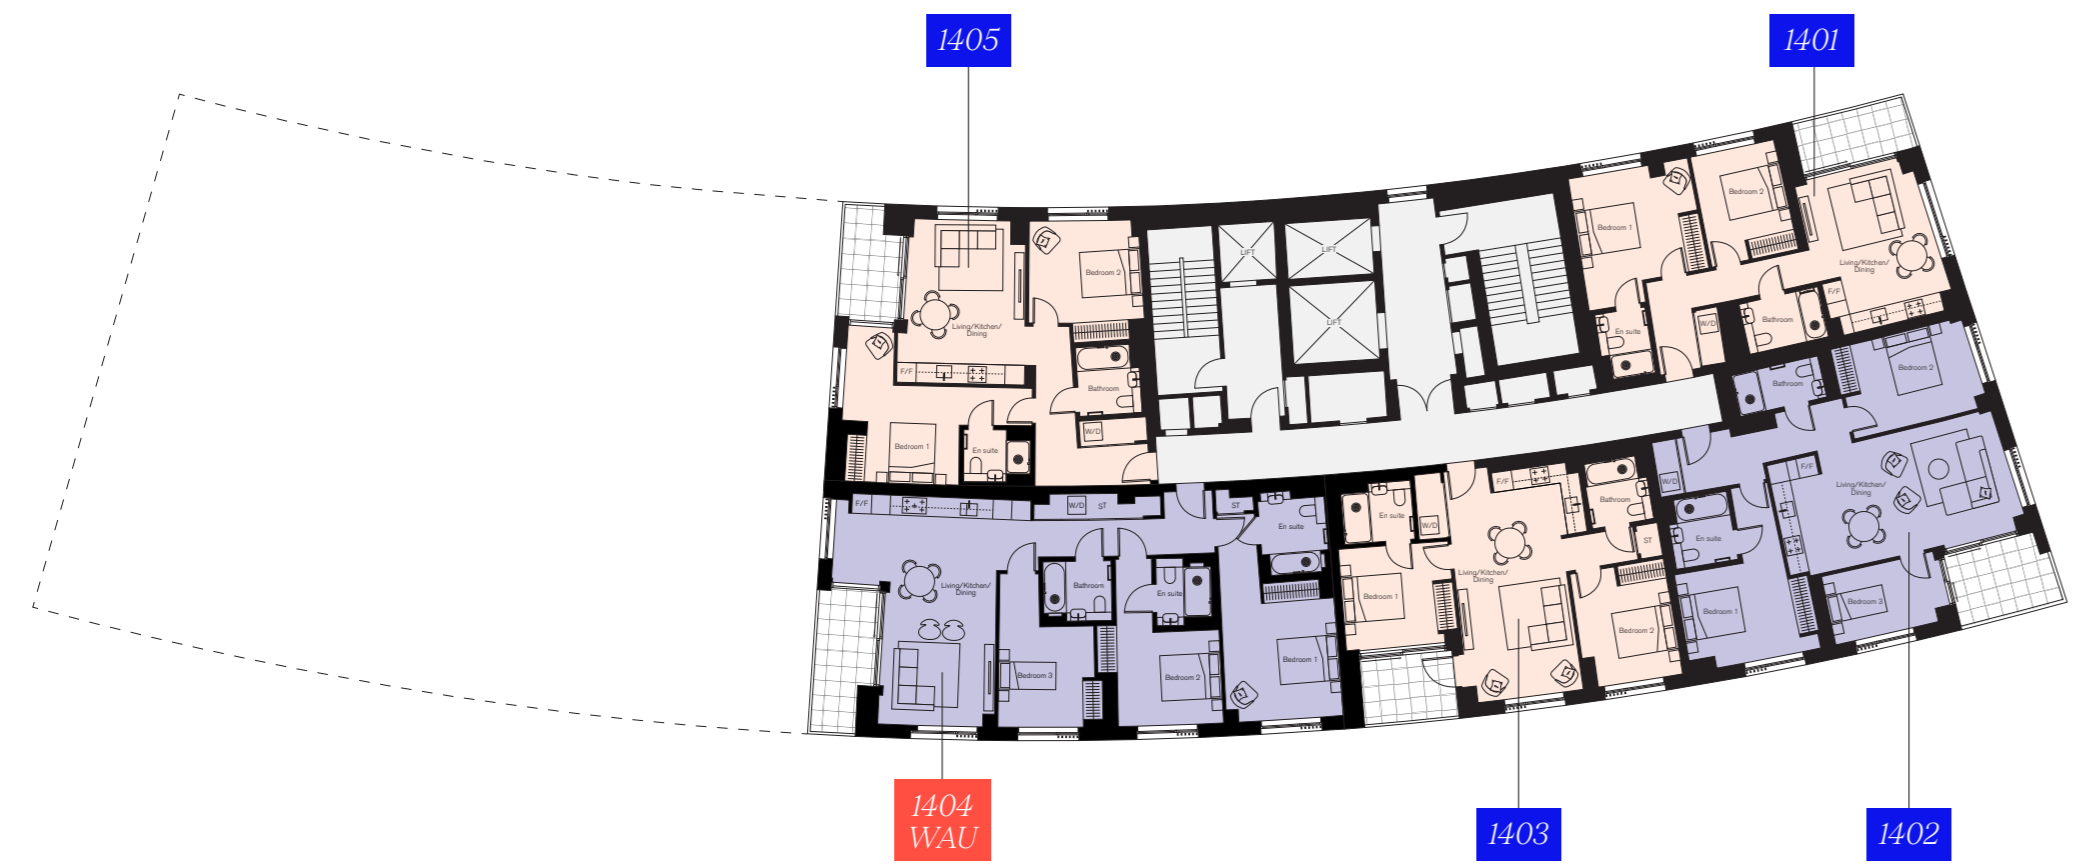 1405
1401
LIFT
LIFT
LIFT
Bedroom 2
Living/Kitchen/
Dining
F/F
Bathroom
W/D
Bedroom 1
En suite
Bedroom 1
Bedroom 2
Living/Kitchen/
Dining
F/F
En suite
W/D
Bathroom
Bathroom
Bedroom 2
F/F
W/D
Living/Kitchen/
Dining
En suite
Bedroom 1
Bedroom 3
F/F
W/D
ST
ST
En suite
Living/Kitchen/
Dining
Bathroom
En suite
Bedroom 3
Bedroom 2
Bedroom 1
F/F
En suite
W/D
Bathroom
ST
Living/Kitchen/
Dining
Bedroom 1
Bedroom 2
1404
WAU
1403
1402